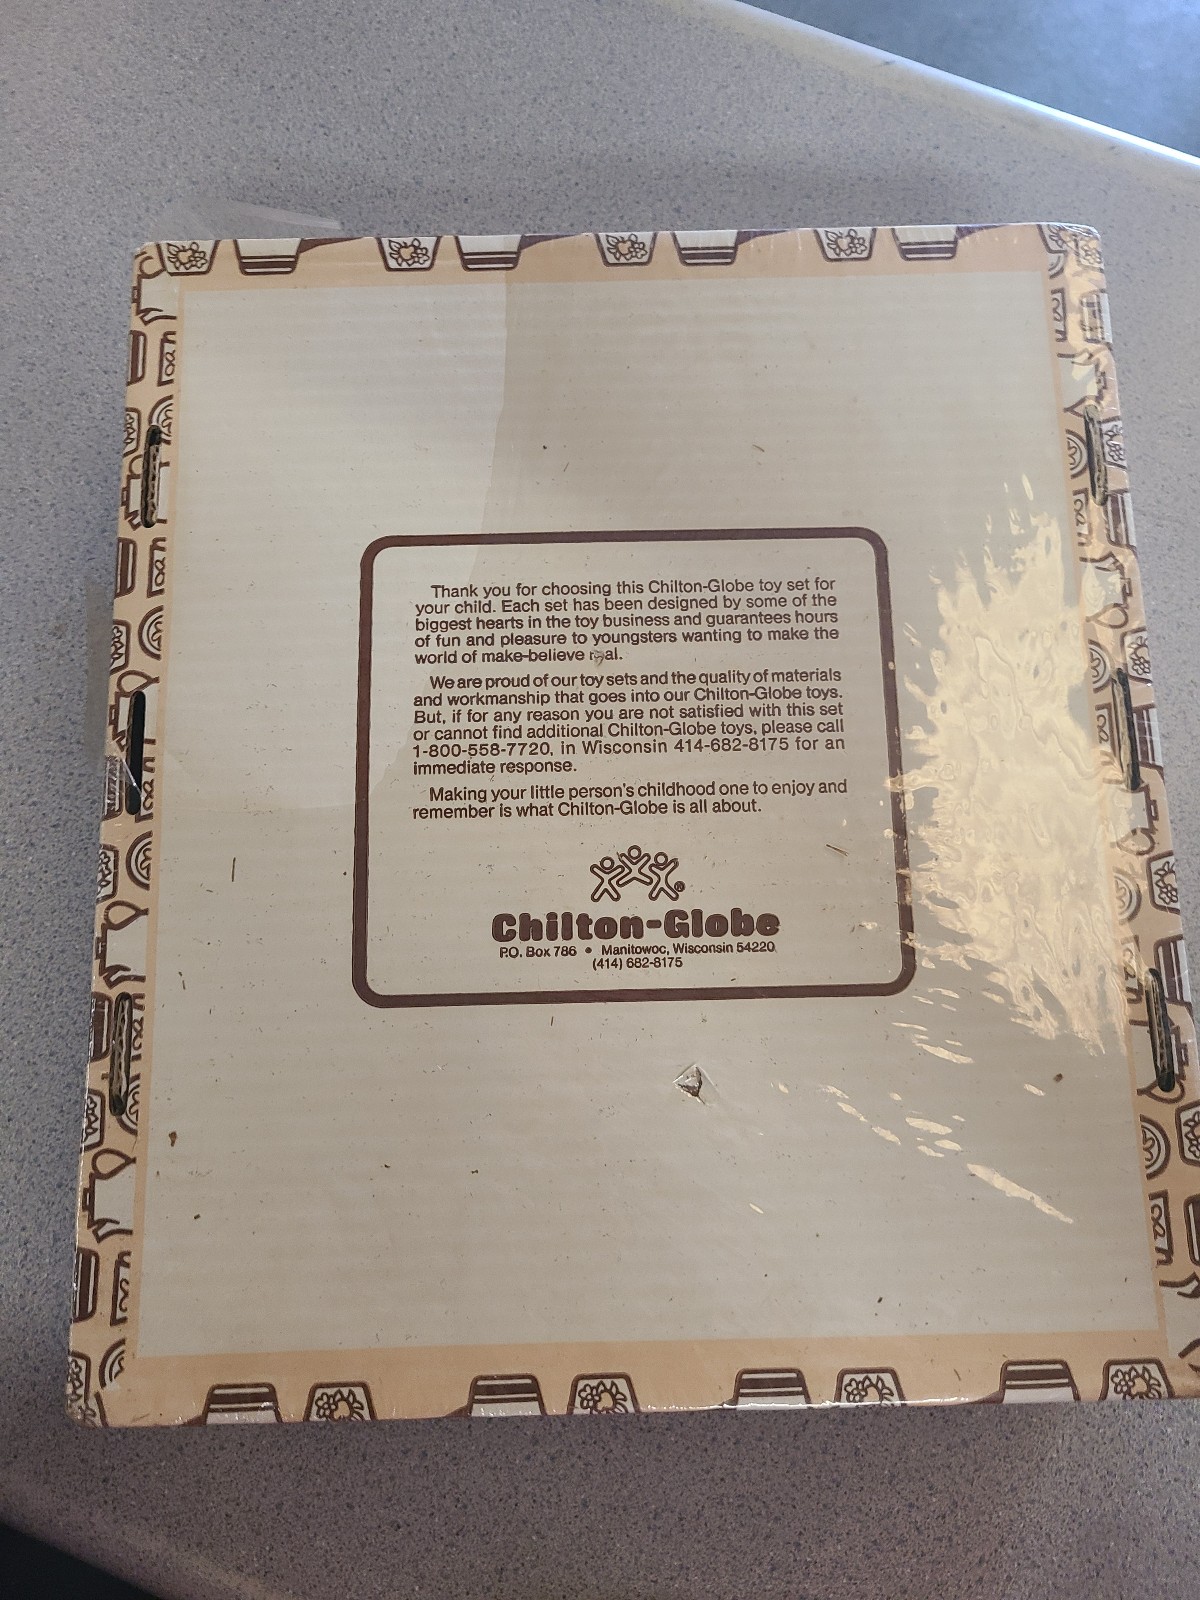 Thank you for choosing this Chilton-Globe toy set for
your child. Each set has been designed by some of the
biggest hearts in the toy business and guarantees hours
of fun and pleasure to youngsters wanting to make the
world of make-believe real.
We are proud of our toy sets and the quality of materials
and workmanship that goes into our Chilton-Globe toys.
But, if for any reason you are not satisfied with this set
or cannot find additional Chilton-Globe toys, please call
1-800-558-7720, in Wisconsin 414-682-8175 for an
immediate response.
Making your little person's childhood one to enjoy and
remember is what Chilton-Globe is all about.
®
Chilton-Globe
P.O. Box 786 • Manitowoc, Wisconsin 54220
(414) 682-8175